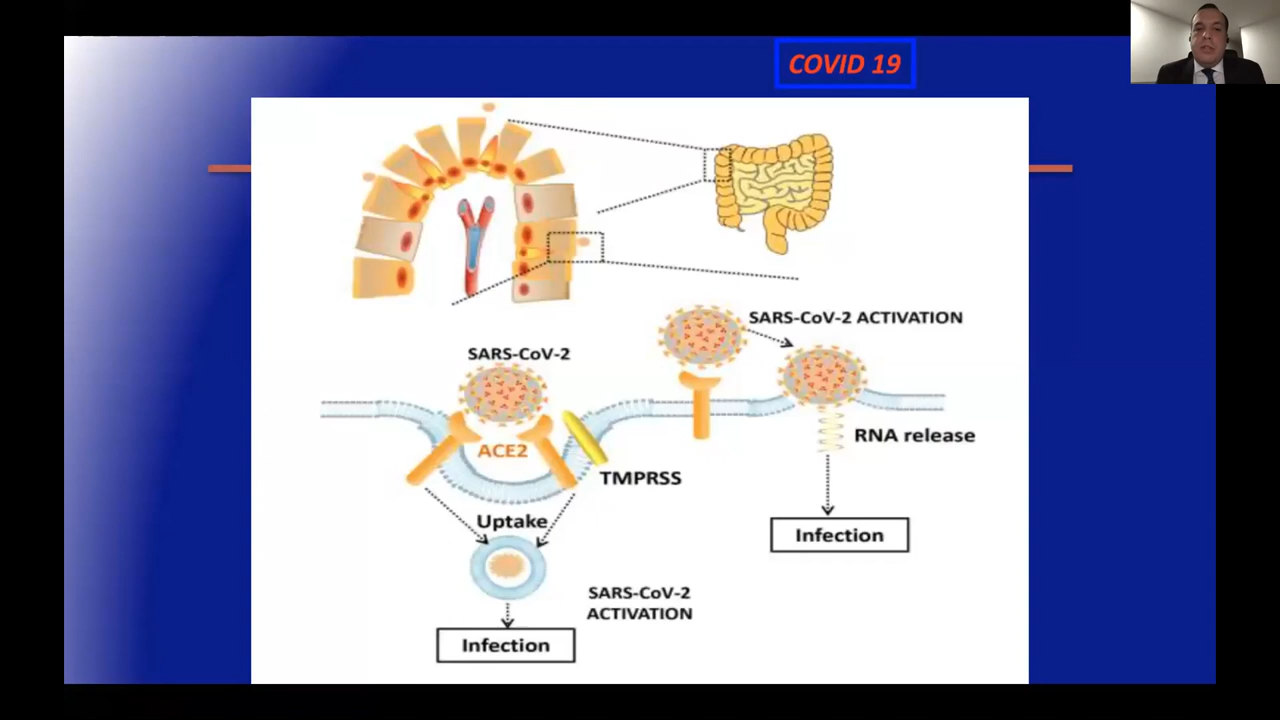 COVID 19
SARS-CoV-2 ACTIVATION
SARS-CoV-2
RNA release
ACE2
TMPRSS
Uptake
Infection
SARS-CoV-2
ACTIVATION
Infection